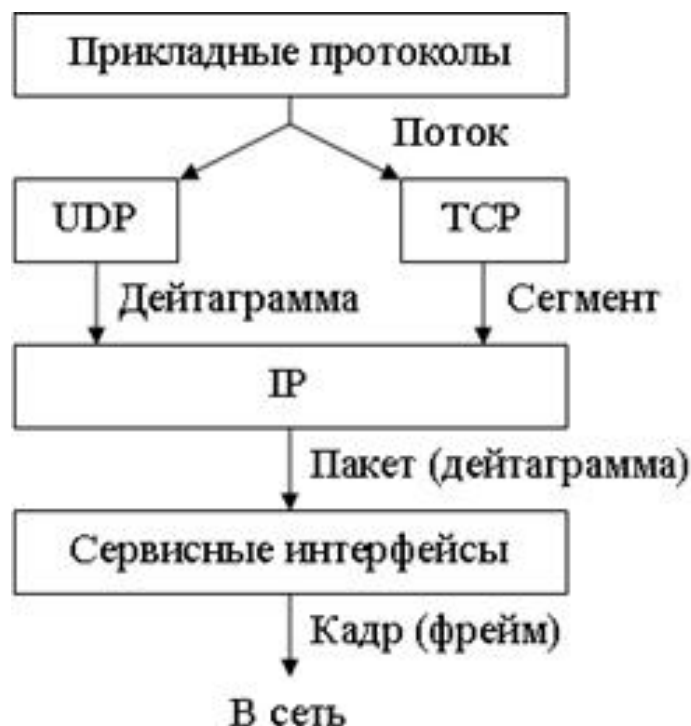 Прикладные протоколы
Поток
UDP
TCP
Дейтаграмма
Сегмент
IP
Пакет (дейтаграмма)
Сервисные интерфейсы
Кадр (фрейм)
В сеть